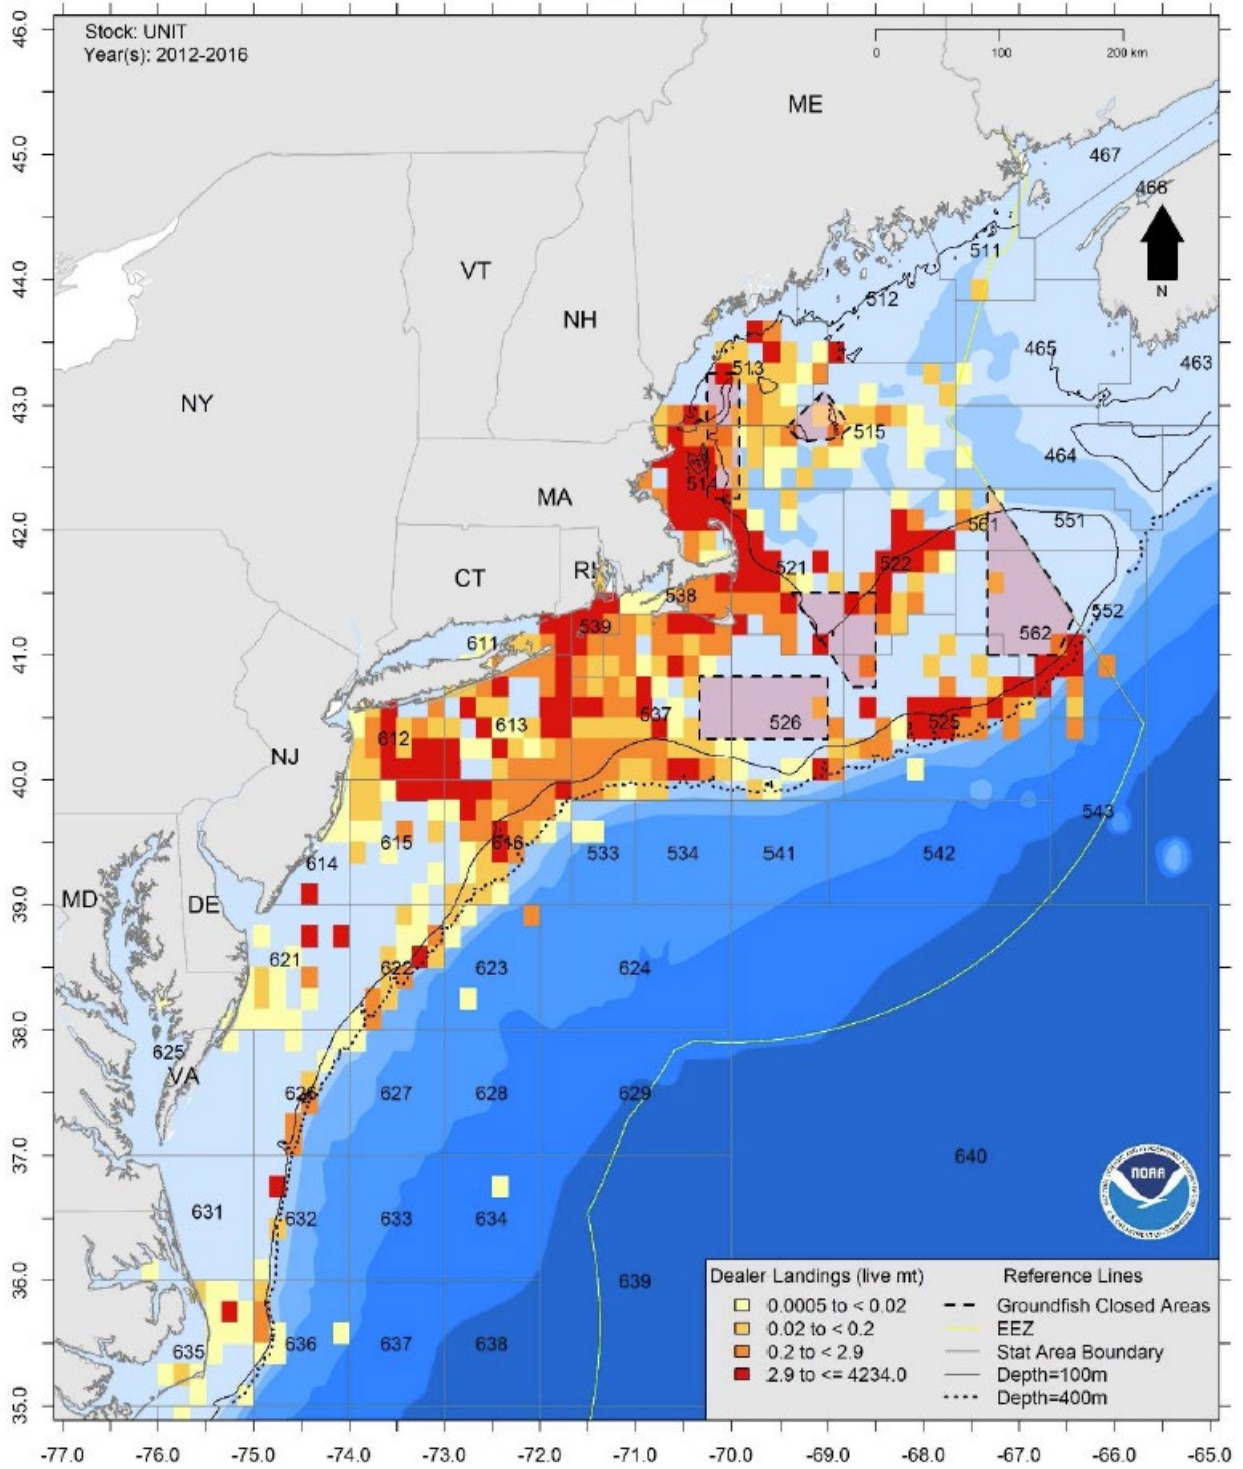 Stock: UNIT
Year(s): 2012-2016
0 100 200 km
ME
467
466
511
N
VT
512
NH
465
463
513
NY
515
464
514
MA
551
561
521
522
RI
CT
538
552
539
562
611
537
526
525
613
612
NJ
543
615
616
533
534
541
542
614
MD
DE
621
622
623
624
625
VA
626
627
628
629
640
NOAA
631
632
633
634
639
635
636
637
638
Dealer Landings (live mt)
0.0005 to < 0.02
0.02 to < 0.2
0.2 to < 2.9
2.9 to <= 4234.0
Reference Lines
Groundfish Closed Areas
EEZ
Stat Area Boundary
Depth=100m
Depth=400m
46.0
45.0
44.0
43.0
42.0
41.0
40.0
39.0
38.0
37.0
36.0
35.0
-77.0 -76.0 -75.0 -74.0 -73.0 -72.0 -71.0 -70.0 -69.0 -68.0 -67.0 -66.0 -65.0